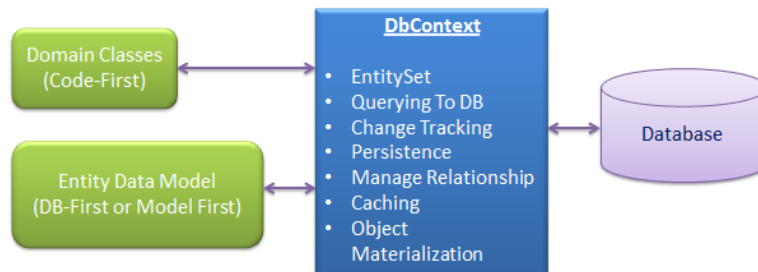 Domain Classes
(Code-First)
Entity Data Model
(DB-First or Model First)
DbContext
• EntitySet
• Querying To DB
• Change Tracking
• Persistence
• Manage Relationship
• Caching
• Object
Materialization
Database